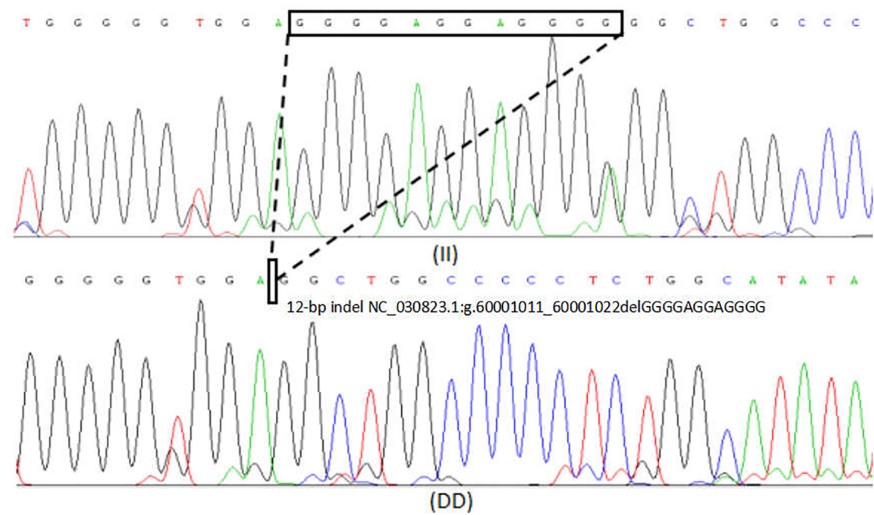 T G G G G G T G G A G G G G A G G A G G G G G G C T G G C C C
(II)
G G G G G T G G A G G C T G G C C C C C T C T G G C A T A T A
12-bp indel NC_030823.1:g.60001011_60001022delGGGGAGGAGGGG
(DD)